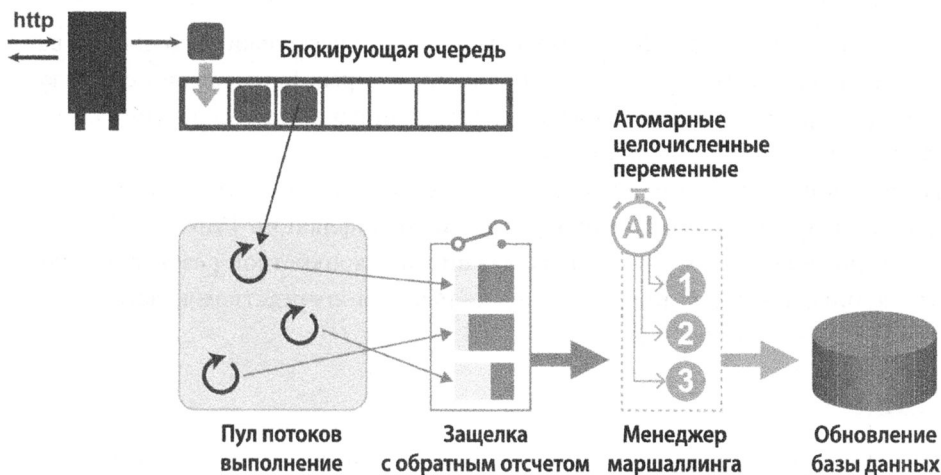 http
Блокирующая очередь
Атомарные
целочисленные
переменные
AI
1
2
3
Пул потоков
выполнение
Защелка
с обратным отсчетом
Менеджер
маршаллинга
Обновление
базы данных